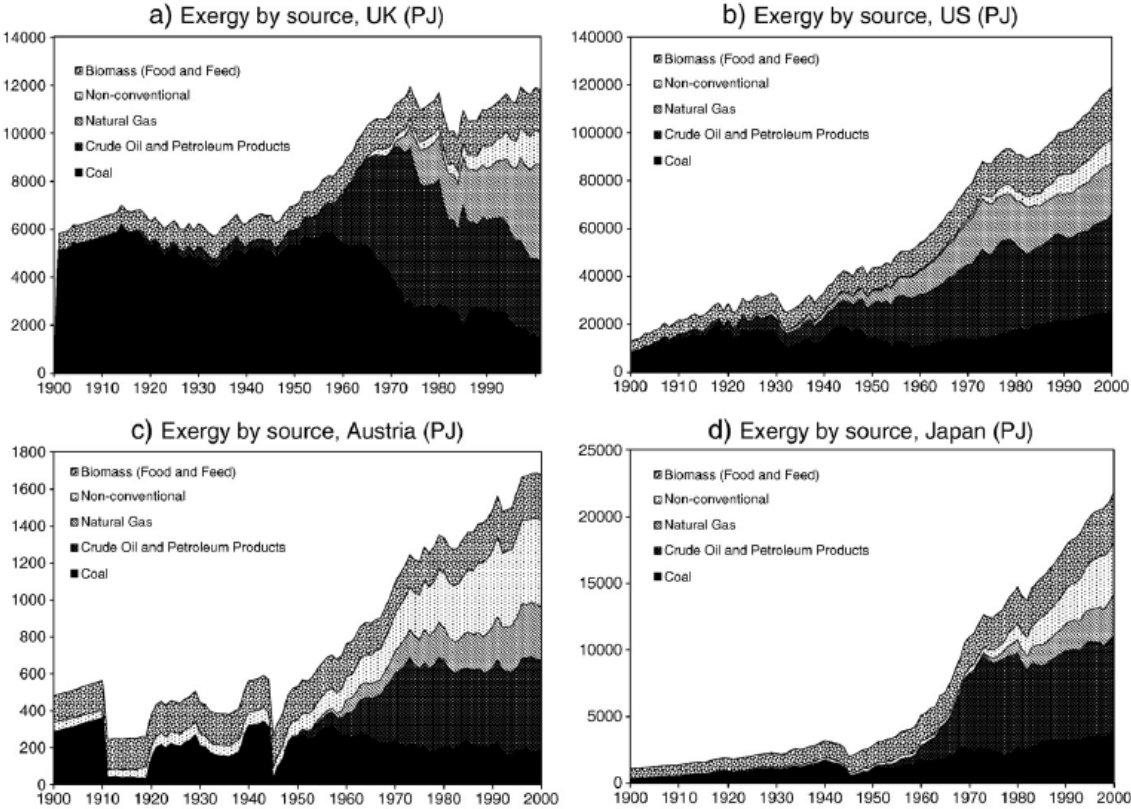 a) Exergy by source, UK (PJ)
14000
12000
10000
8000
6000
4000
2000
0
Biomass (Food and Feed)
Non-conventional
Natural Gas
Crude Oil and Petroleum Products
Coal
1900 1910 1920 1930 1940 1950 1960 1970 1980 1990
b) Exergy by source, US (PJ)
140000
120000
100000
80000
60000
40000
20000
0
Biomass (Food and Feed)
Non-conventional
Natural Gas
Crude Oil and Petroleum Products
Coal
1900 1910 1920 1930 1940 1950 1960 1970 1980 1990 2000
c) Exergy by source, Austria (PJ)
1800
1600
1400
1200
1000
800
600
400
200
0
Biomass (Food and Feed)
Non-conventional
Natural Gas
Crude Oil and Petroleum Products
Coal
1900 1910 1920 1930 1940 1950 1960 1970 1980 1990 2000
d) Exergy by source, Japan (PJ)
25000
20000
15000
10000
5000
0
Biomass (Food and Feed)
Non-conventional
Natural Gas
Crude Oil and Petroleum Products
Coal
1900 1910 1920 1930 1940 1950 1960 1970 1980 1990 2000